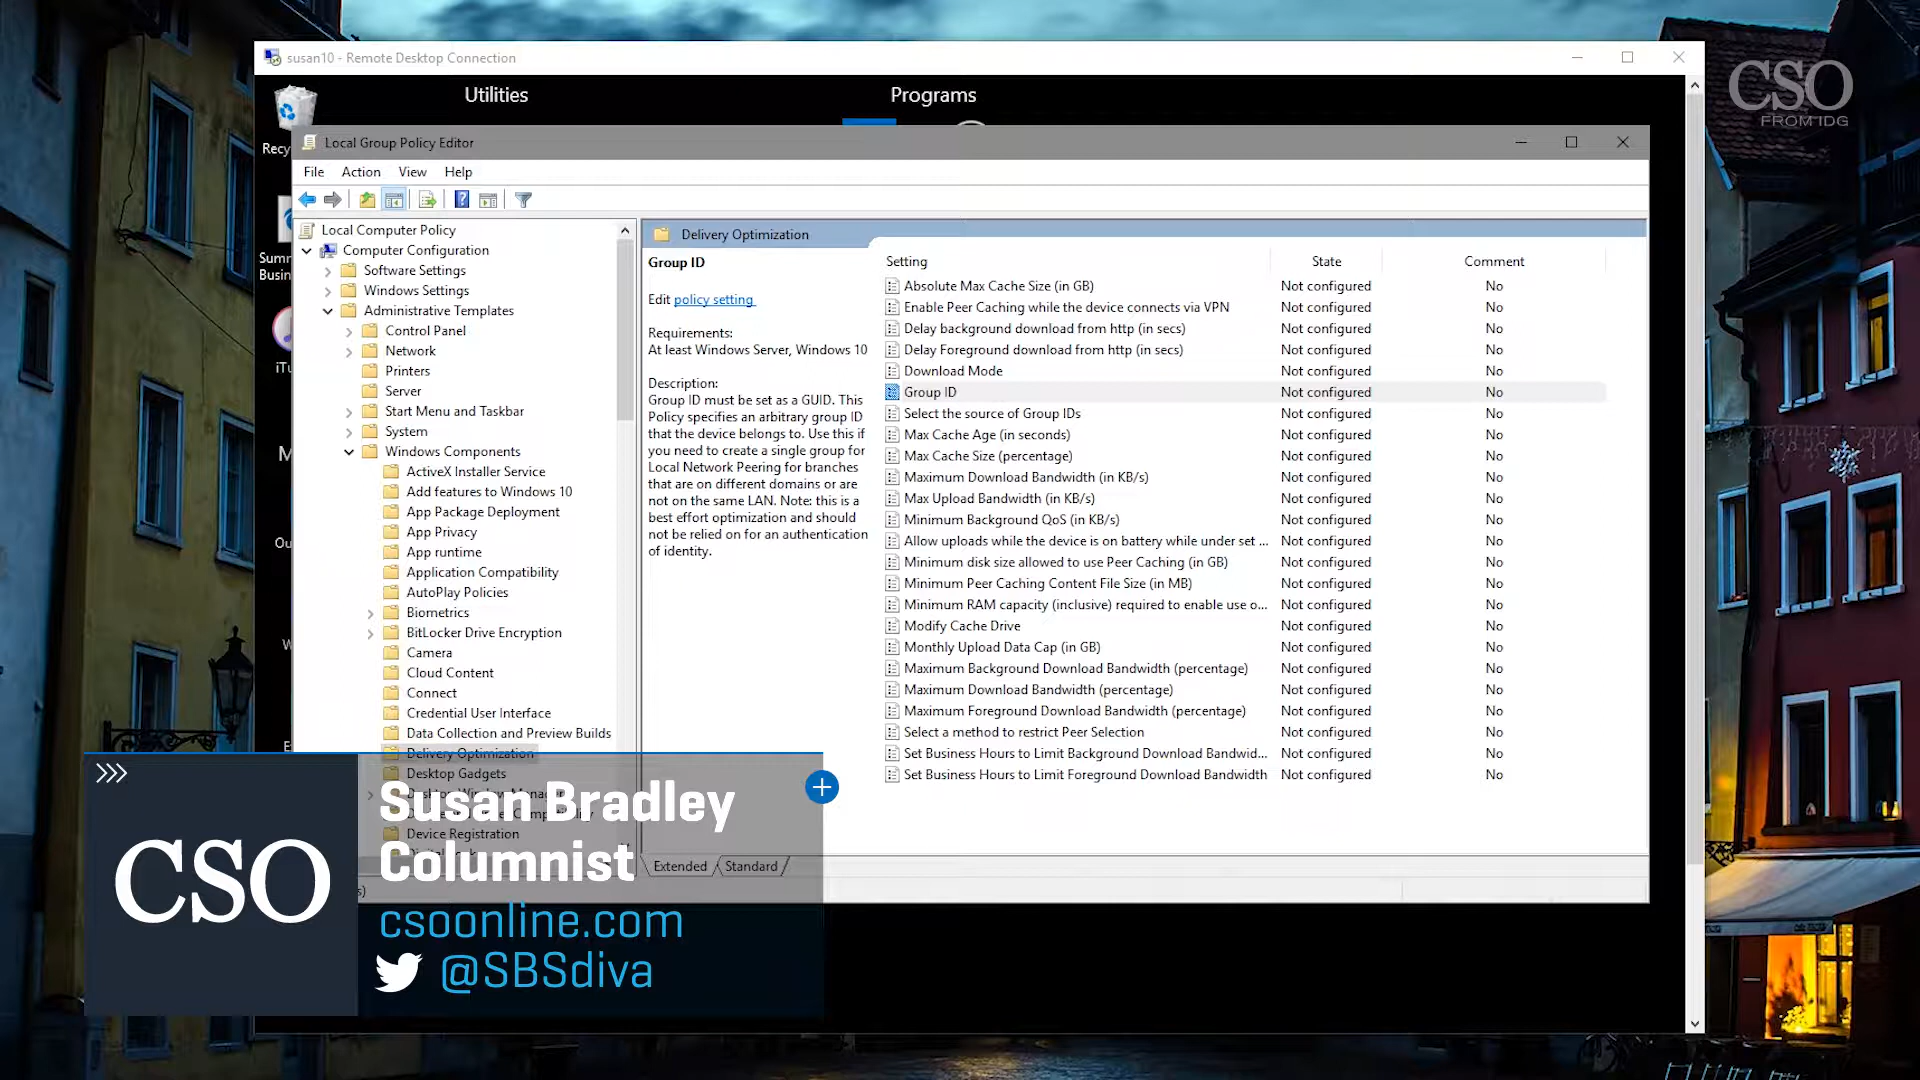 susan10 - Remote Desktop Connection
CSO
FROM IDG
Utilities
Programs
Recy
Local Group Policy Editor
File Action View Help
Summ
Busin
iTu
M
Ou
W
E
Local Computer Policy
Computer Configuration
Software Settings
Windows Settings
Administrative Templates
Control Panel
Network
Printers
Server
Start Menu and Taskbar
System
Windows Components
ActiveX Installer Service
Add features to Windows 10
App Package Deployment
App Privacy
App runtime
Application Compatibility
AutoPlay Policies
Biometrics
BitLocker Drive Encryption
Camera
Cloud Content
Connect
Credential User Interface
Data Collection and Preview Builds
Delivery Optimization
Desktop Gadgets
Device Registration
Delivery Optimization
Group ID
Edit policy setting
Requirements:
At least Windows Server, Windows 10
Description:
Group ID must be set as a GUID. This
Policy specifies an arbitrary group ID
that the device belongs to. Use this if
you need to create a single group for
Local Network Peering for branches
that are on different domains or are
not on the same LAN. Note: this is a
best effort optimization and should
not be relied on for an authentication
of identity.
Setting State Comment
Absolute Max Cache Size (in GB) Not configured No
Enable Peer Caching while the device connects via VPN Not configured No
Delay background download from http (in secs) Not configured No
Delay Foreground download from http (in secs) Not configured No
Download Mode Not configured No
Group ID Not configured No
Select the source of Group IDs Not configured No
Max Cache Age (in seconds) Not configured No
Max Cache Size (percentage) Not configured No
Maximum Download Bandwidth (in KB/s) Not configured No
Max Upload Bandwidth (in KB/s) Not configured No
Minimum Background QoS (in KB/s) Not configured No
Allow uploads while the device is on battery while under set ... Not configured No
Minimum disk size allowed to use Peer Caching (in GB) Not configured No
Minimum Peer Caching Content File Size (in MB) Not configured No
Minimum RAM capacity (inclusive) required to enable use o... Not configured No
Modify Cache Drive Not configured No
Monthly Upload Data Cap (in GB) Not configured No
Maximum Background Download Bandwidth (percentage) Not configured No
Maximum Download Bandwidth (percentage) Not configured No
Maximum Foreground Download Bandwidth (percentage) Not configured No
Select a method to restrict Peer Selection Not configured No
Set Business Hours to Limit Background Download Bandwid... Not configured No
Set Business Hours to Limit Foreground Download Bandwidth Not configured No
Extended Standard
CSO
Susan Bradley
Columnist
csoonline.com
@SBSdiva